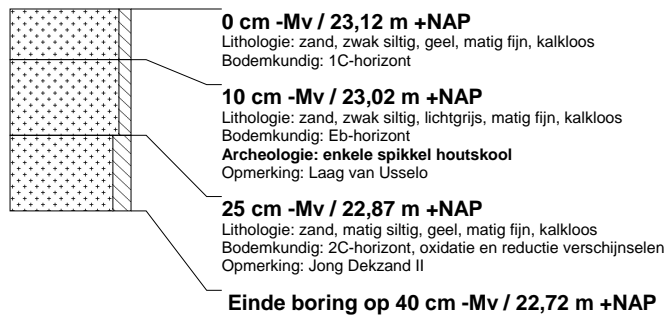 0 cm -Mv / 23,12 m +NAP
Lithologie: zand, zwak siltig, geel, matig fijn, kalkloos
Bodemkundig: 1C-horizont
10 cm -Mv / 23,02 m +NAP
Lithologie: zand, zwak siltig, lichtgrijs, matig fijn, kalkloos
Bodemkundig: Eb-horizont
Archeologie: enkele spikkel houtskool
Opmerking: Laag van Usselo
25 cm -Mv / 22,87 m +NAP
Lithologie: zand, matig siltig, geel, matig fijn, kalkloos
Bodemkundig: 2C-horizont, oxidatie en reductie verschijnselen
Opmerking: Jong Dekzand II
Einde boring op 40 cm -Mv / 22,72 m +NAP